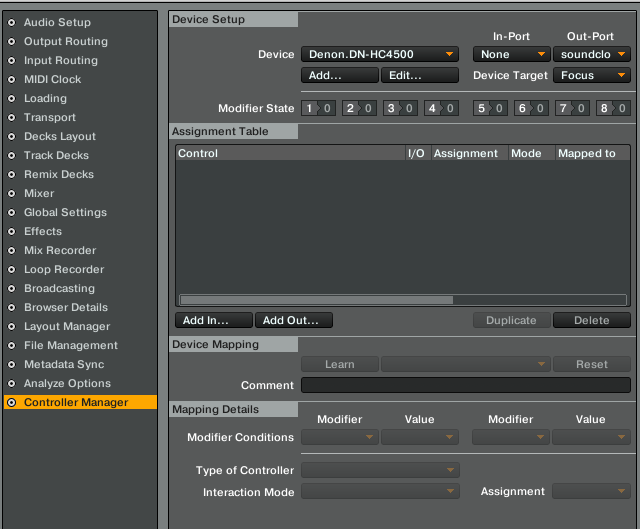 Audio Setup
Output Routing
Input Routing
MIDI Clock
Loading
Transport
Decks Layout
Track Decks
Remix Decks
Mixer
Global Settings
Effects
Mix Recorder
Loop Recorder
Broadcasting
Browser Details
Layout Manager
File Management
Metadata Sync
Analyze Options
Controller Manager
Device Setup
In-Port Out-Port
Device Denon.DN-HC4500 None soundclo
Add... Edit... Device Target Focus
Modifier State 1 0 2 0 3 0 4 0 5 0 6 0 7 0 8 0
Assignment Table
Control I/O Assignment Mode Mapped to
Add In... Add Out... Duplicate Delete
Device Mapping
Learn Reset
Comment
Mapping Details
Modifier Value Modifier Value
Modifier Conditions
Type of Controller
Interaction Mode Assignment